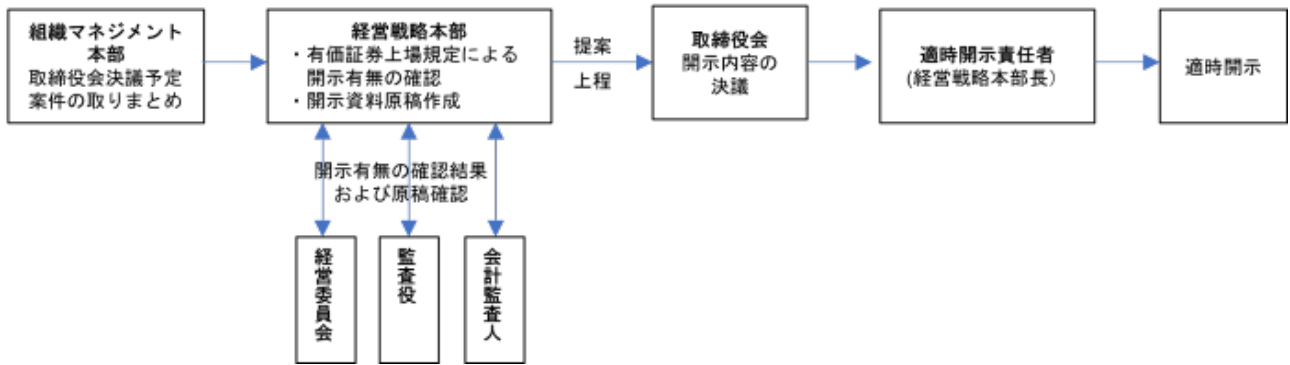 組織マネジメント
本部
取締役会決議予定
案件の取りまとめ
経営戦略本部
・有価証券上場規定による
開示有無の確認
・開示資料原稿作成
提案
上程
取締役会
開示内容の
決議
適時開示責任者
(経営戦略本部長）
適時開示
開示有無の確認結果
および原稿確認
経営委員会
監査役
会計監査人